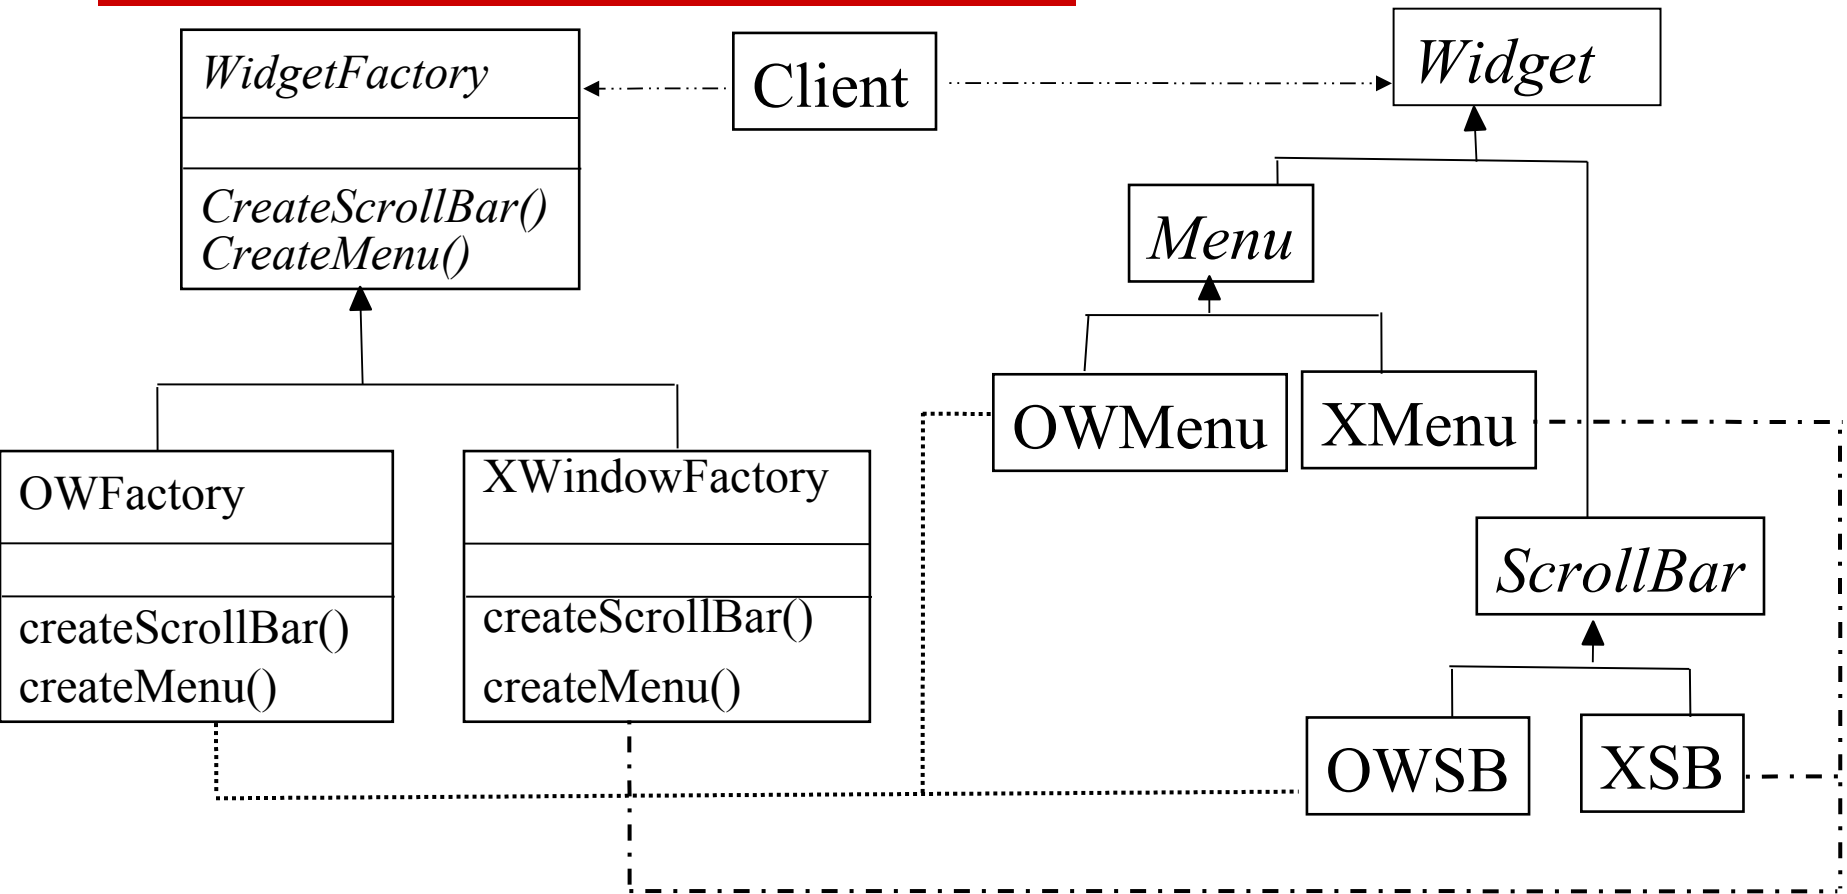 WidgetFactory
CreateScrollBar()
CreateMenu()
Client
Widget
Menu
OWMenu
XMenu
OWFactory
createScrollBar()
createMenu()
XWindowFactory
createScrollBar()
createMenu()
ScrollBar
OWSB
XSB